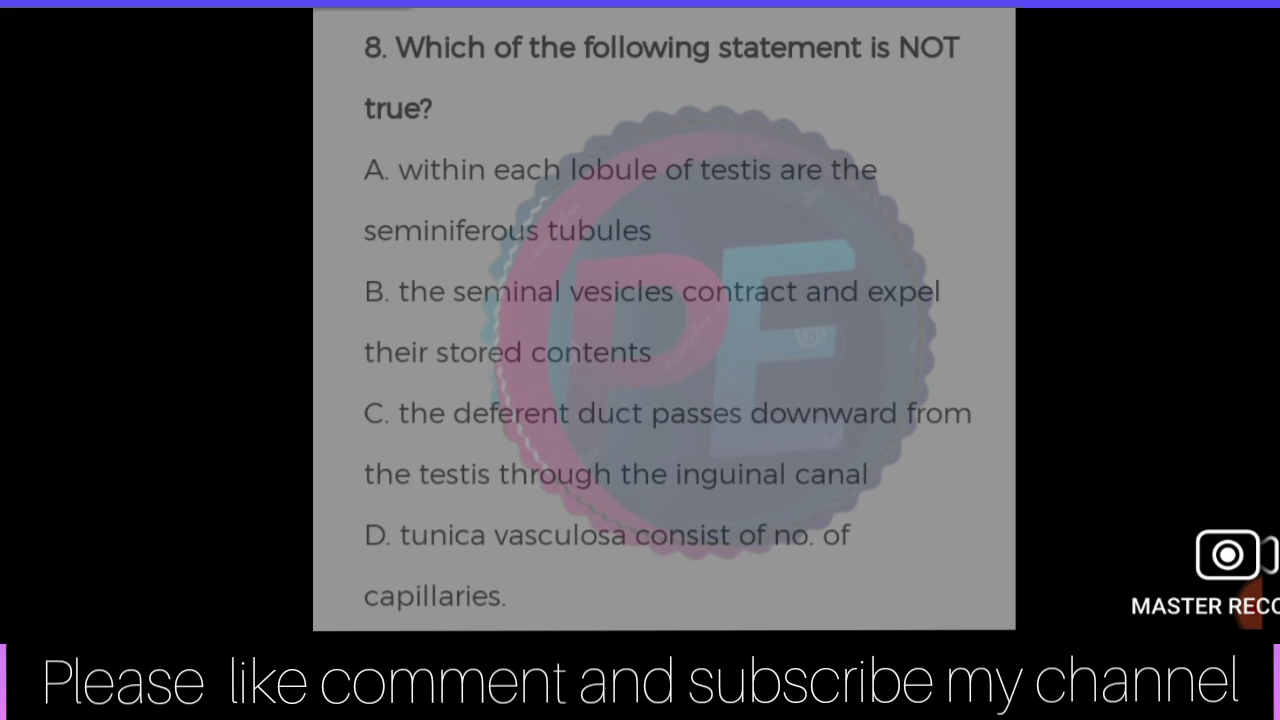 8. Which of the following statement is NOT
true?
A. within each lobule of testis are the
seminiferous tubules
B. the seminal vesicles contract and expel
their stored contents
C. the deferent duct passes downward from
the testis through the inguinal canal
D. tunica vasculosa consist of no. of
capillaries.
PE
MASTER RECO
Please like comment and subscribe my channel